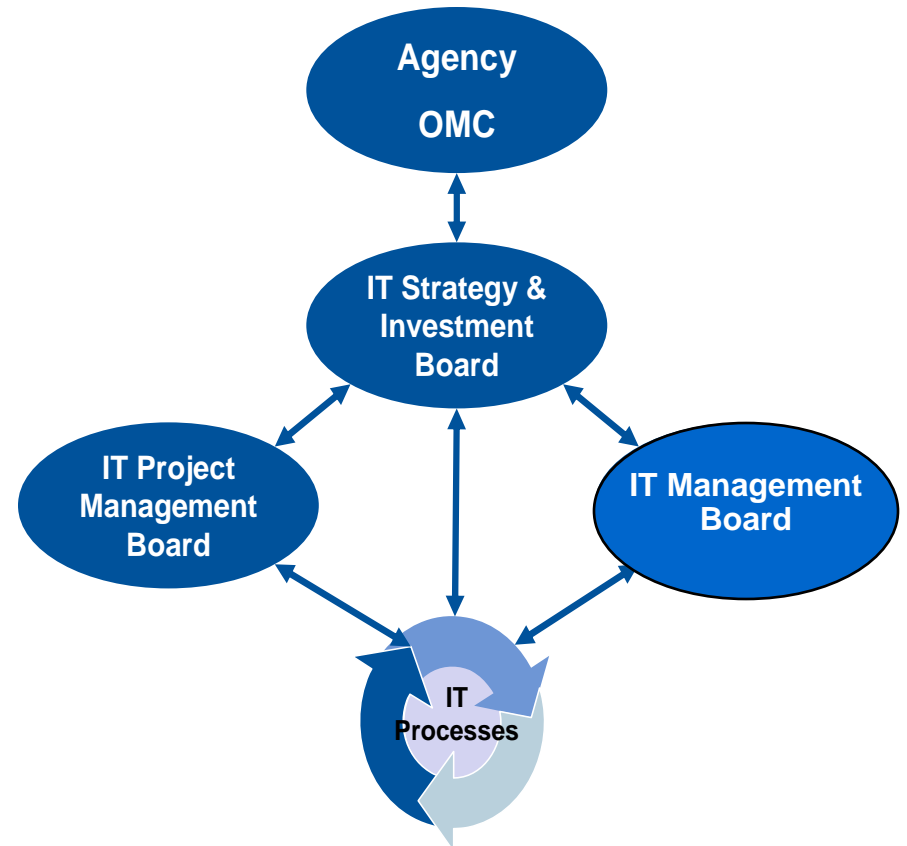 Agency
OMC
IT Strategy &
Investment
Board
IT Project
Management
Board
IT Management
Board
IT
Processes